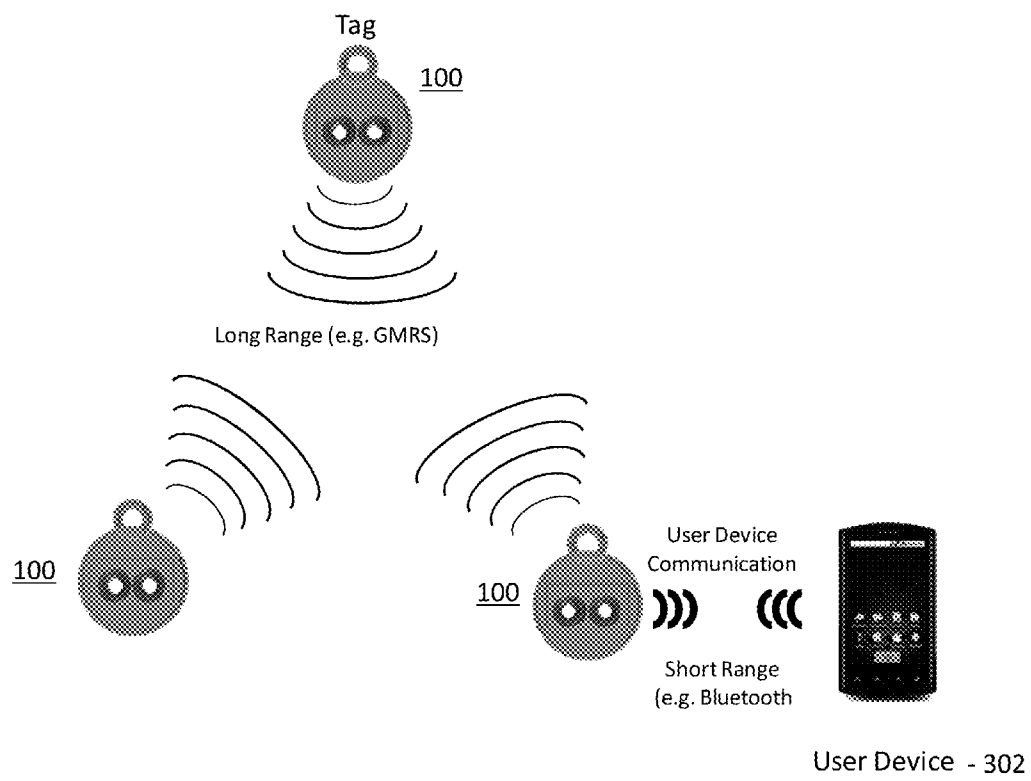 Tag
100
Long Range (e.g. GMRS)
100
100
User Device
Communication
Short Range
(e.g. Bluetooth
User Device - 302